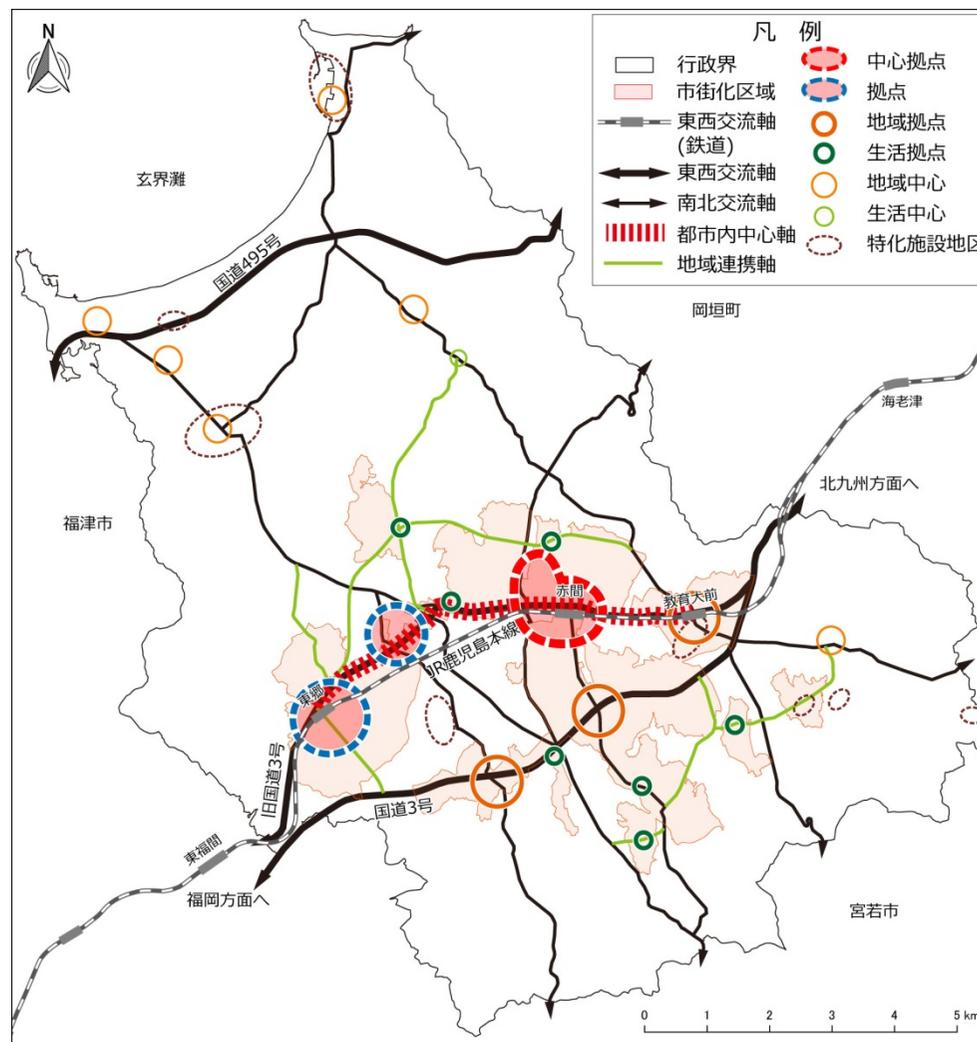 N
凡 例
行政界
市街化区域
東西交流軸
(鉄道)
東西交流軸
南北交流軸
都市内中心軸
地域連携軸
中心拠点
拠点
地域拠点
生活拠点
地域中心
生活中心
特化施設地区
玄界灘
国道495号
岡垣町
海老津
北九州方面へ
福津市
赤間
教育大前
JR鹿児島本線
東郷
旧国道3号
国道3号
東福間
福岡方面へ
宮若市
0 1 2 3 4 5 km